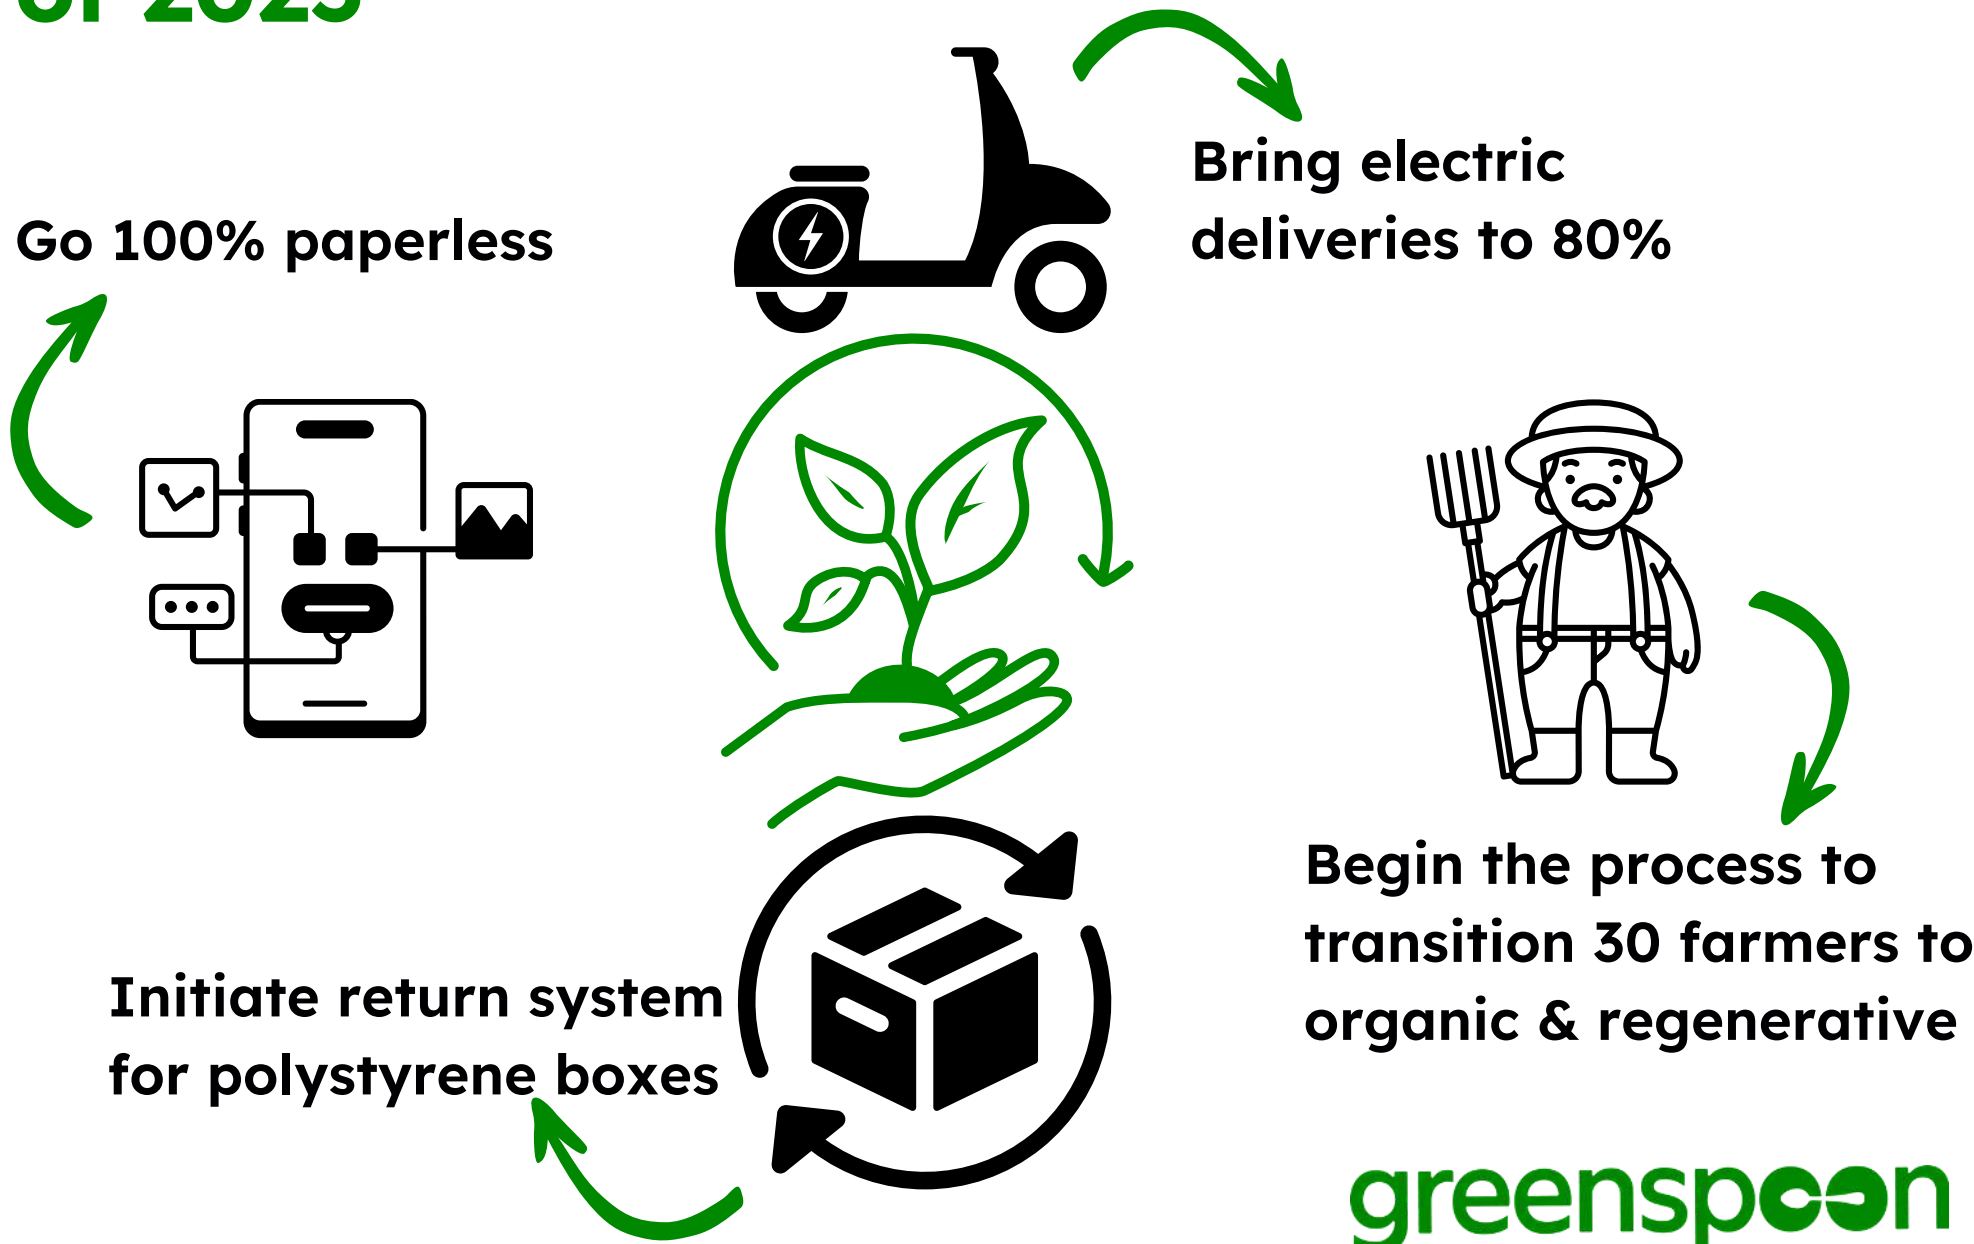 Bring electric
deliveries to 80%
Go 100% paperless
Begin the process to
transition 30 farmers to
organic & regenerative
Initiate return system
for polystyrene boxes
greenspoon